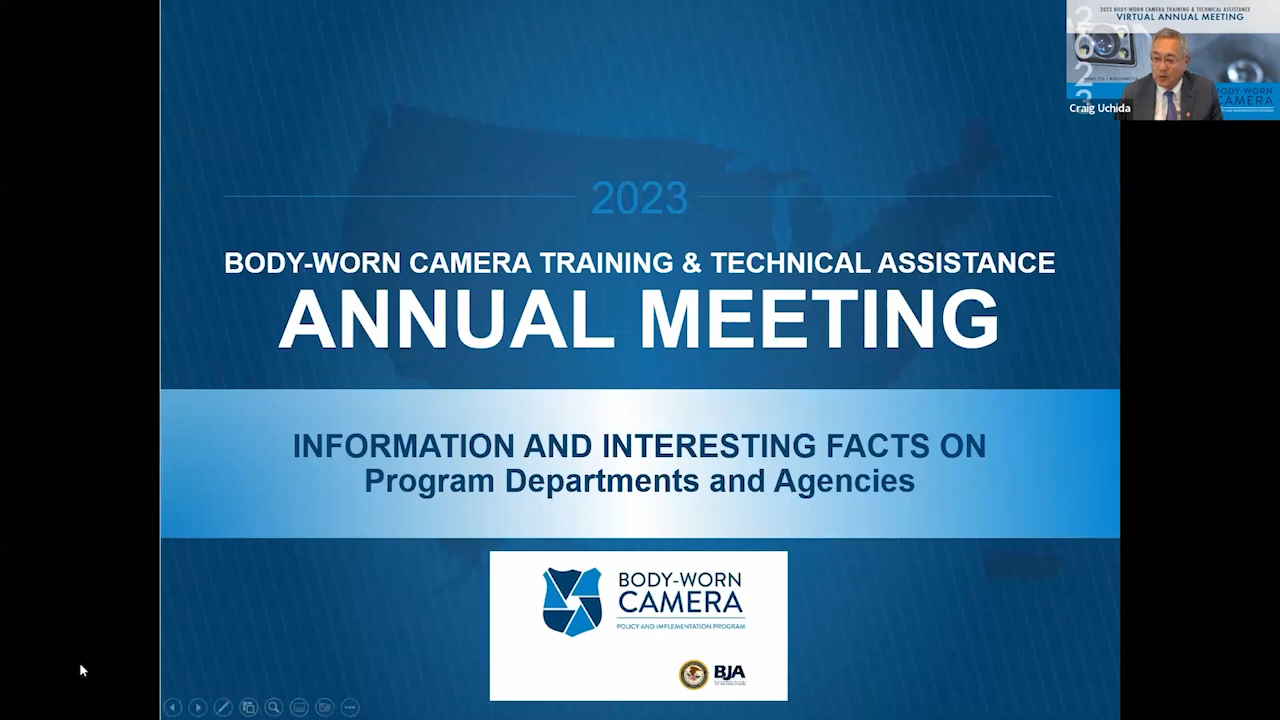 2023 BODY-WORN CAMERA TRAINING & TECHNICAL ASSISTANCE
VIRTUAL ANNUAL MEETING
2023
BODY-WORN
CAMERA
Craig Uchida
2023
BODY-WORN CAMERA TRAINING & TECHNICAL ASSISTANCE
ANNUAL MEETING
INFORMATION AND INTERESTING FACTS ON
Program Departments and Agencies
BODY-WORN
CAMERA
POLICY AND IMPLEMENTATION PROGRAM
BJA